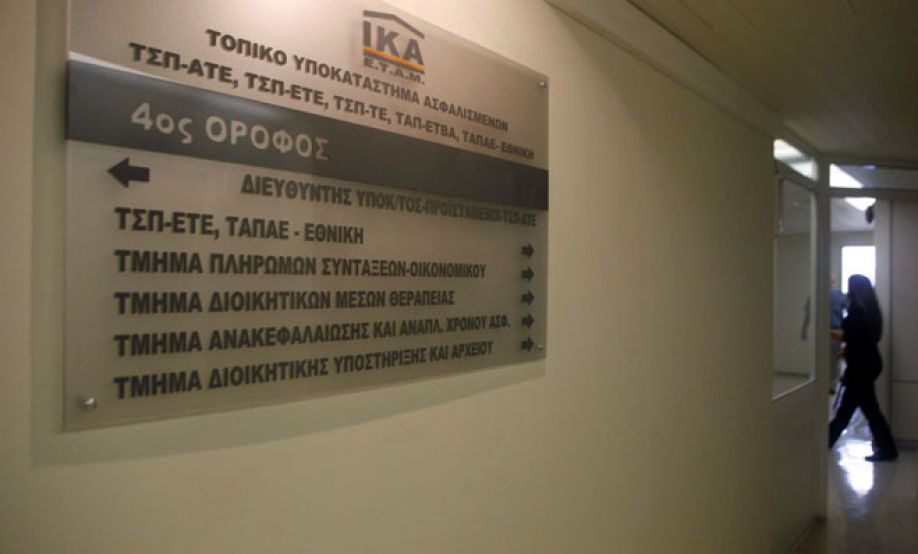 ΙΚΑ
Ε.Τ.Α.Μ.
ΤΟΠΙΚΟ ΥΠΟΚΑΤΑΣΤΗΜΑ ΑΣΦΑΛΙΣΜΕΝΩΝ
ΤΣΠ-ΑΤΕ, ΤΣΠ-ΕΤΕ, ΤΣΠ-ΤΕ, ΤΑΠ-ΕΤΒΑ, ΤΑΠΑΕ- ΕΘΝΙΚΗ
4ος ΟΡΟΦΟΣ
ΔΙΕΥΘΥΝΤΗΣ ΥΠΟΚ/ΤΟΣ-ΠΡΟΪΣΤΑΜΕΝΟΙ-ΤΣΠ-ΑΤΕ
ΤΣΠ-ΕΤΕ, ΤΑΠΑΕ - ΕΘΝΙΚΗ
ΤΜΗΜΑ ΠΛΗΡΩΜΩΝ ΣΥΝΤΑΞΕΩΝ-ΟΙΚΟΝΟΜΙΚΟΥ
ΤΜΗΜΑ ΔΙΟΙΚΗΤΙΚΩΝ ΜΕΣΩΝ ΘΕΡΑΠΕΙΑΣ
ΤΜΗΜΑ ΑΝΑΚΕΦΑΛΑΙΩΣΗΣ ΚΑΙ ΑΝΑΠΛ. ΧΡΟΝΟΥ ΑΣΦ.
ΤΜΗΜΑ ΔΙΟΙΚΗΤΙΚΗΣ ΥΠΟΣΤΗΡΙΞΗΣ ΚΑΙ ΑΡΧΕΙΟΥ